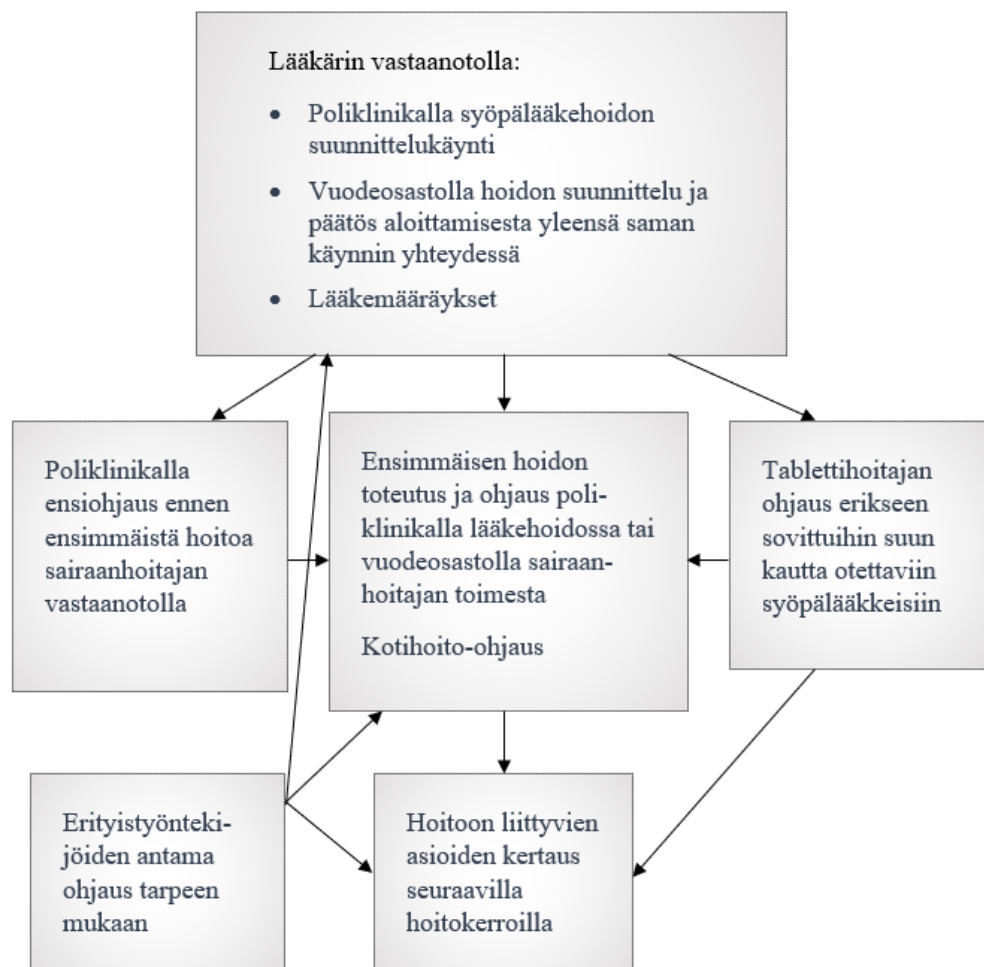 Lääkärin vastaanotolla:
• Poliklinikalla syöpälääkehoidon
suunnittelukäynti
• Vuodeosastolla hoidon suunnittelu ja
päätös aloittamisesta yleensä saman
käynnin yhteydessä
• Lääkemääräykset
Poliklinikalla
ensiohjaus ennen
ensimmäistä hoitoa
sairaanhoitajan
vastaanotolla
Ensimmäisen hoidon
toteutus ja ohjaus poli-
klinikalla lääkehoidossa tai
vuodeosastolla sairaan-
hoitajan toimesta
Kotihoito-ohjaus
Tablettihoitajan
ohjaus erikseen
sovittuihin suun
kautta otettaviin
syöpälääkkeisiin
Erityistyönteki-
jöiden antama
ohjaus tarpeen
mukaan
Hoitoon liittyvien
asioiden kertaus
seuraavilla
hoitokerroilla